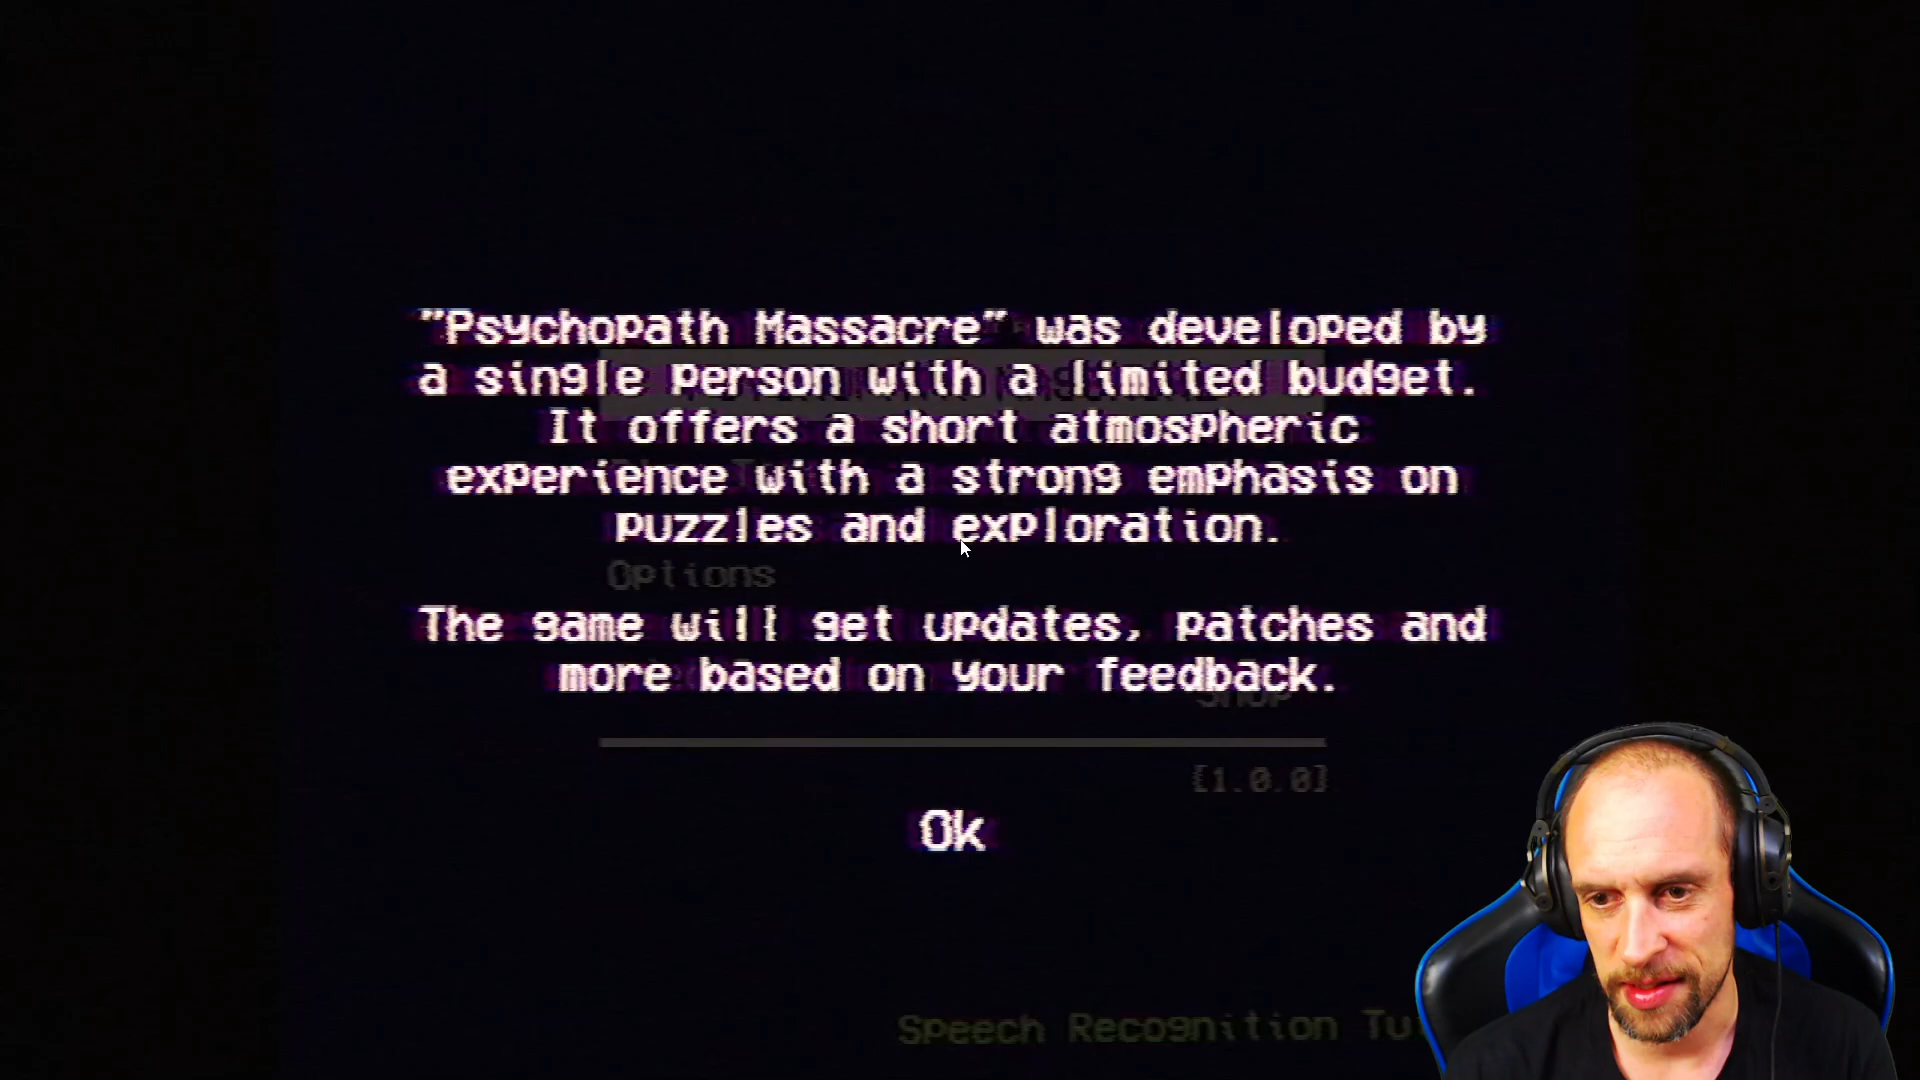 "Psychopath Massacre" was developed by
a single person with a limited budget.
It offers a short atmospheric
experience with a strong emphasis on
puzzles and exploration.
Options
The game will get updates, patches and
more based on your feedback.
Shop
[1.0.0]
Ok
Speech Recognition